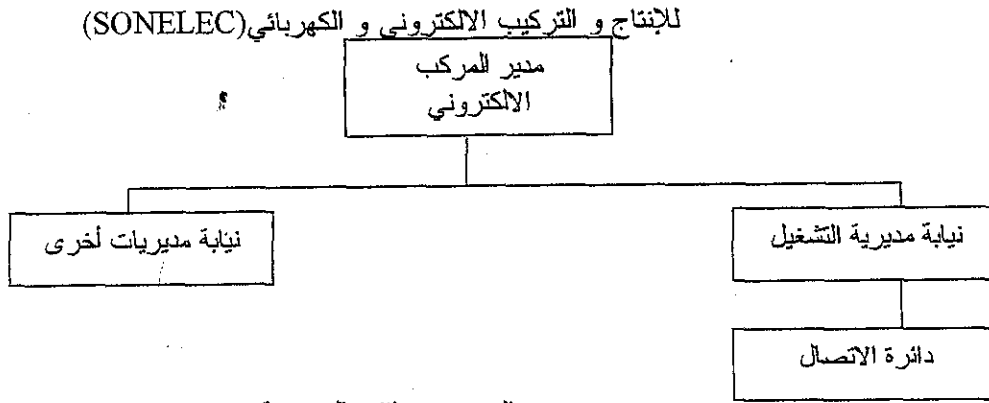 للإنتاج و التركيب الالكتروني و الكهربائي(SONELEC)
مدير المركب
الالكتروني
نيابة مديرية التشغيل
نيابة مديريات أخرى
دائرة الاتصال